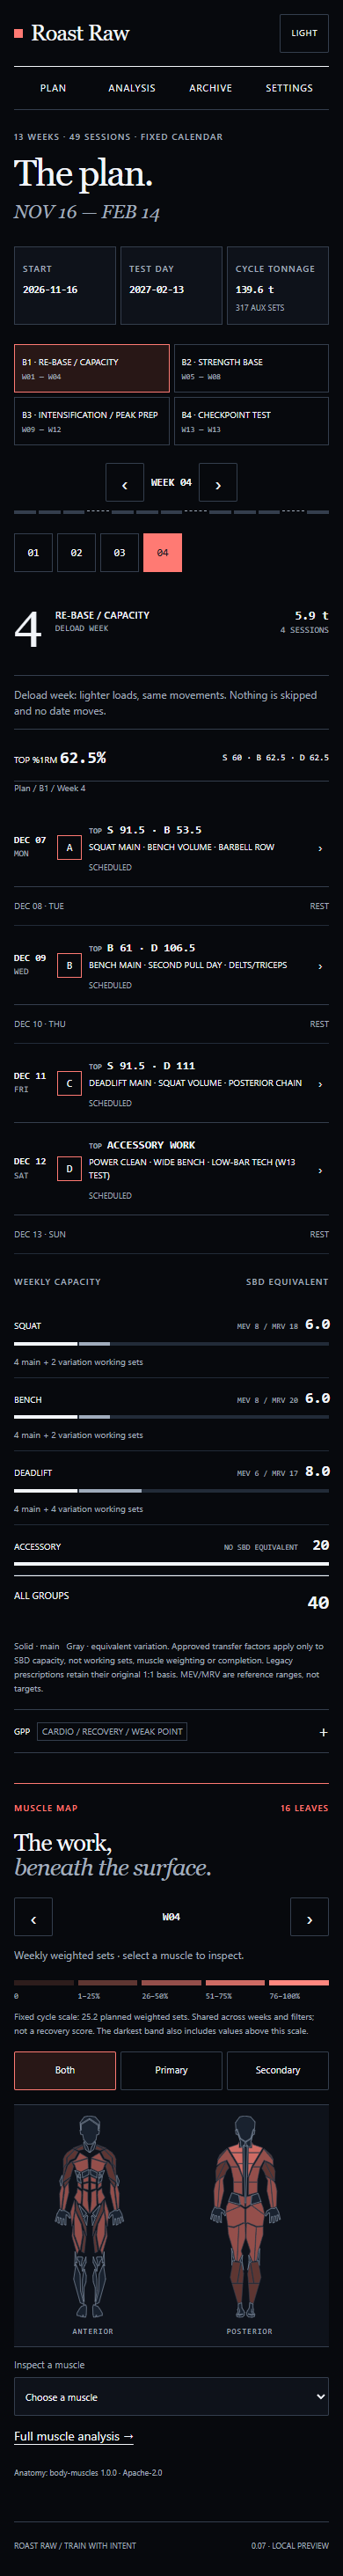 Roast Raw
LIGHT
PLAN ANALYSIS ARCHIVE SETTINGS
13 WEEKS · 49 SESSIONS · FIXED CALENDAR
The plan.
NOV 16 — FEB 14
START
2026-11-16
TEST DAY
2027-02-13
CYCLE TONNAGE
139.6 t
317 AUX SETS
B1 · RE-BASE / CAPACITY
W01 — W04
B2 · STRENGTH BASE
W05 — W08
B3 · INTENSIFICATION / PEAK PREP
W09 — W12
B4 · CHECKPOINT TEST
W13 — W13
‹ WEEK 04 ›
01 02 03 04
4
RE-BASE / CAPACITY
DELOAD WEEK
5.9 t
4 SESSIONS
Deload week: lighter loads, same movements. Nothing is skipped
and no date moves.
TOP %1RM 62.5%
S 60 · B 62.5 · D 62.5
Plan / B1 / Week 4
DEC 07
MON
A
TOP S 91.5 · B 53.5
SQUAT MAIN · BENCH VOLUME · BARBELL ROW
SCHEDULED
›
DEC 08 · TUE REST
DEC 09
WED
B
TOP B 61 · D 106.5
BENCH MAIN · SECOND PULL DAY · DELTS/TRICEPS
SCHEDULED
›
DEC 10 · THU REST
DEC 11
FRI
C
TOP S 91.5 · D 111
DEADLIFT MAIN · SQUAT VOLUME · POSTERIOR CHAIN
SCHEDULED
›
DEC 12
SAT
D
TOP ACCESSORY WORK
POWER CLEAN · WIDE BENCH · LOW-BAR TECH (W13
TEST)
SCHEDULED
›
DEC 13 · SUN REST
WEEKLY CAPACITY SBD EQUIVALENT
SQUAT MEV 8 / MRV 18 6.0
4 main + 2 variation working sets
BENCH MEV 8 / MRV 20 6.0
4 main + 2 variation working sets
DEADLIFT MEV 6 / MRV 17 8.0
4 main + 4 variation working sets
ACCESSORY NO SBD EQUIVALENT 20
ALL GROUPS 40
Solid · main Gray · equivalent variation. Approved transfer factors apply only to
SBD capacity, not working sets, muscle weighting or completion. Legacy
prescriptions retain their original 1:1 basis. MEV/MRV are reference ranges, not
targets.
GPP CARDIO / RECOVERY / WEAK POINT +
MUSCLE MAP 16 LEAVES
The work,
beneath the surface.
‹ W04 ›
Weekly weighted sets · select a muscle to inspect.
0 1–25% 26–50% 51–75% 76–100%
Fixed cycle scale: 25.2 planned weighted sets. Shared across weeks and filters;
not a recovery score. The darkest band also includes values above this scale.
Both Primary Secondary
ANTERIOR POSTERIOR
Inspect a muscle
Choose a muscle
Full muscle analysis →
Anatomy: body-muscles 1.0.0 · Apache-2.0
ROAST RAW / TRAIN WITH INTENT 0.07 · LOCAL PREVIEW